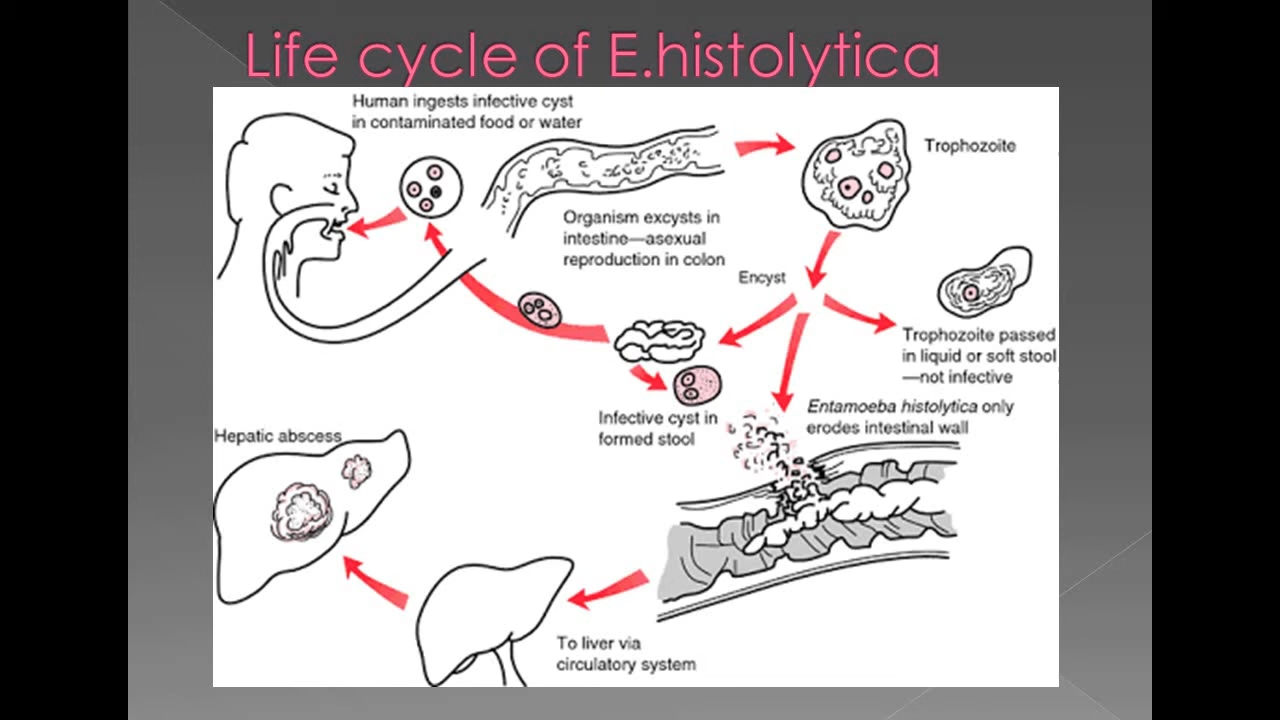 Life cycle of E.histolytica
Human ingests infective cyst
in contaminated food or water
Trophozoite
Organism excysts in
intestine—asexual
reproduction in colon
Encyst
Trophozoite passed
in liquid or soft stool
—not infective
Infective cyst in
formed stool
Entamoeba histolytica only
erodes intestinal wall
Hepatic abscess
To liver via
circulatory system